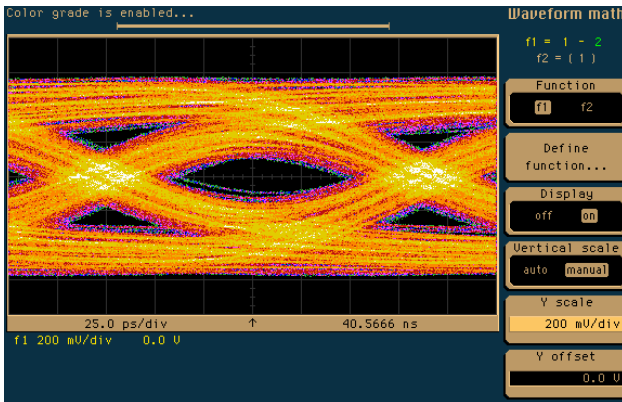 Color grade is enabled...
Waveform math
f1 = 1 - 2
f2 = ( 1 )
Function
f1 f2
Define
function...
Display
off on
Vertical scale
auto manual
Y scale
200 mV/div
Y offset
0.0 V
25.0 ps/div ↑ 40.5666 ns
f1 200 mV/div 0.0 V